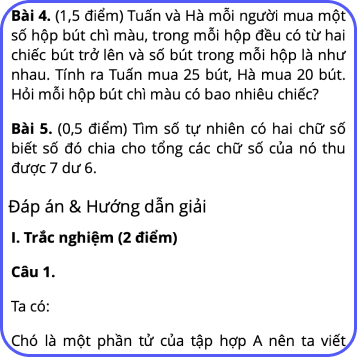 Bài 4. (1,5 điểm) Tuấn và Hà mỗi người mua một
số hộp bút chì màu, trong mỗi hộp đều có từ hai
chiếc bút trở lên và số bút trong mỗi hộp là như
nhau. Tính ra Tuấn mua 25 bút, Hà mua 20 bút.
Hỏi mỗi hộp bút chì màu có bao nhiêu chiếc?
Bài 5. (0,5 điểm) Tìm số tự nhiên có hai chữ số
biết số đó chia cho tổng các chữ số của nó thu
được 7 dư 6.
Đáp án & Hướng dẫn giải
I. Trắc nghiệm (2 điểm)
Câu 1.
Ta có:
Chó là một phần tử của tập hợp A nên ta viết